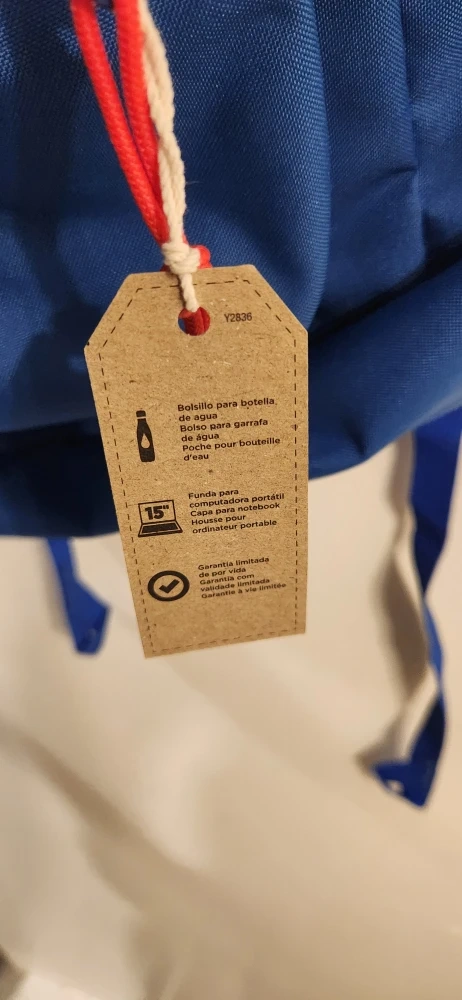 Y2836
Bolsillo para botella
de agua
Bolso para garrafa
de água
Poche pour bouteille
d'eau
15"
Funda para
computadora portátil
Capa para notebook
Housse pour
ordinateur portable
Garantía limitada
de por vida
Garantia com
validade limitada
Garantie à vie limitée